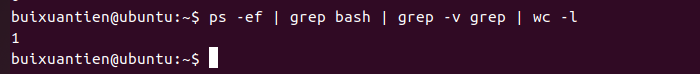 buixuantien@ubuntu:~$ ps -ef | grep bash | grep -v grep | wc -l
1
buixuantien@ubuntu:~$